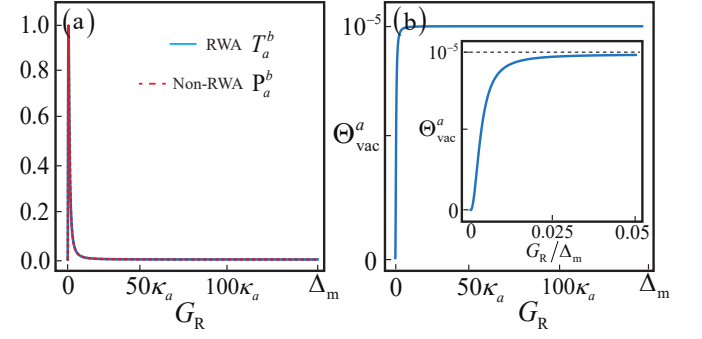 (a)
RWA T_a^b
Non-RWA P_a^b
1.0
0.8
0.6
0.4
0.2
0.0
0 50κ_a 100κ_a Δ_m
G_R
(b)
10^-5
Θ_vac^a
0
0 50κ_a 100κ_a Δ_m
G_R
10^-5
Θ_vac^a
0
0 0.025 0.05
G_R/Δ_m